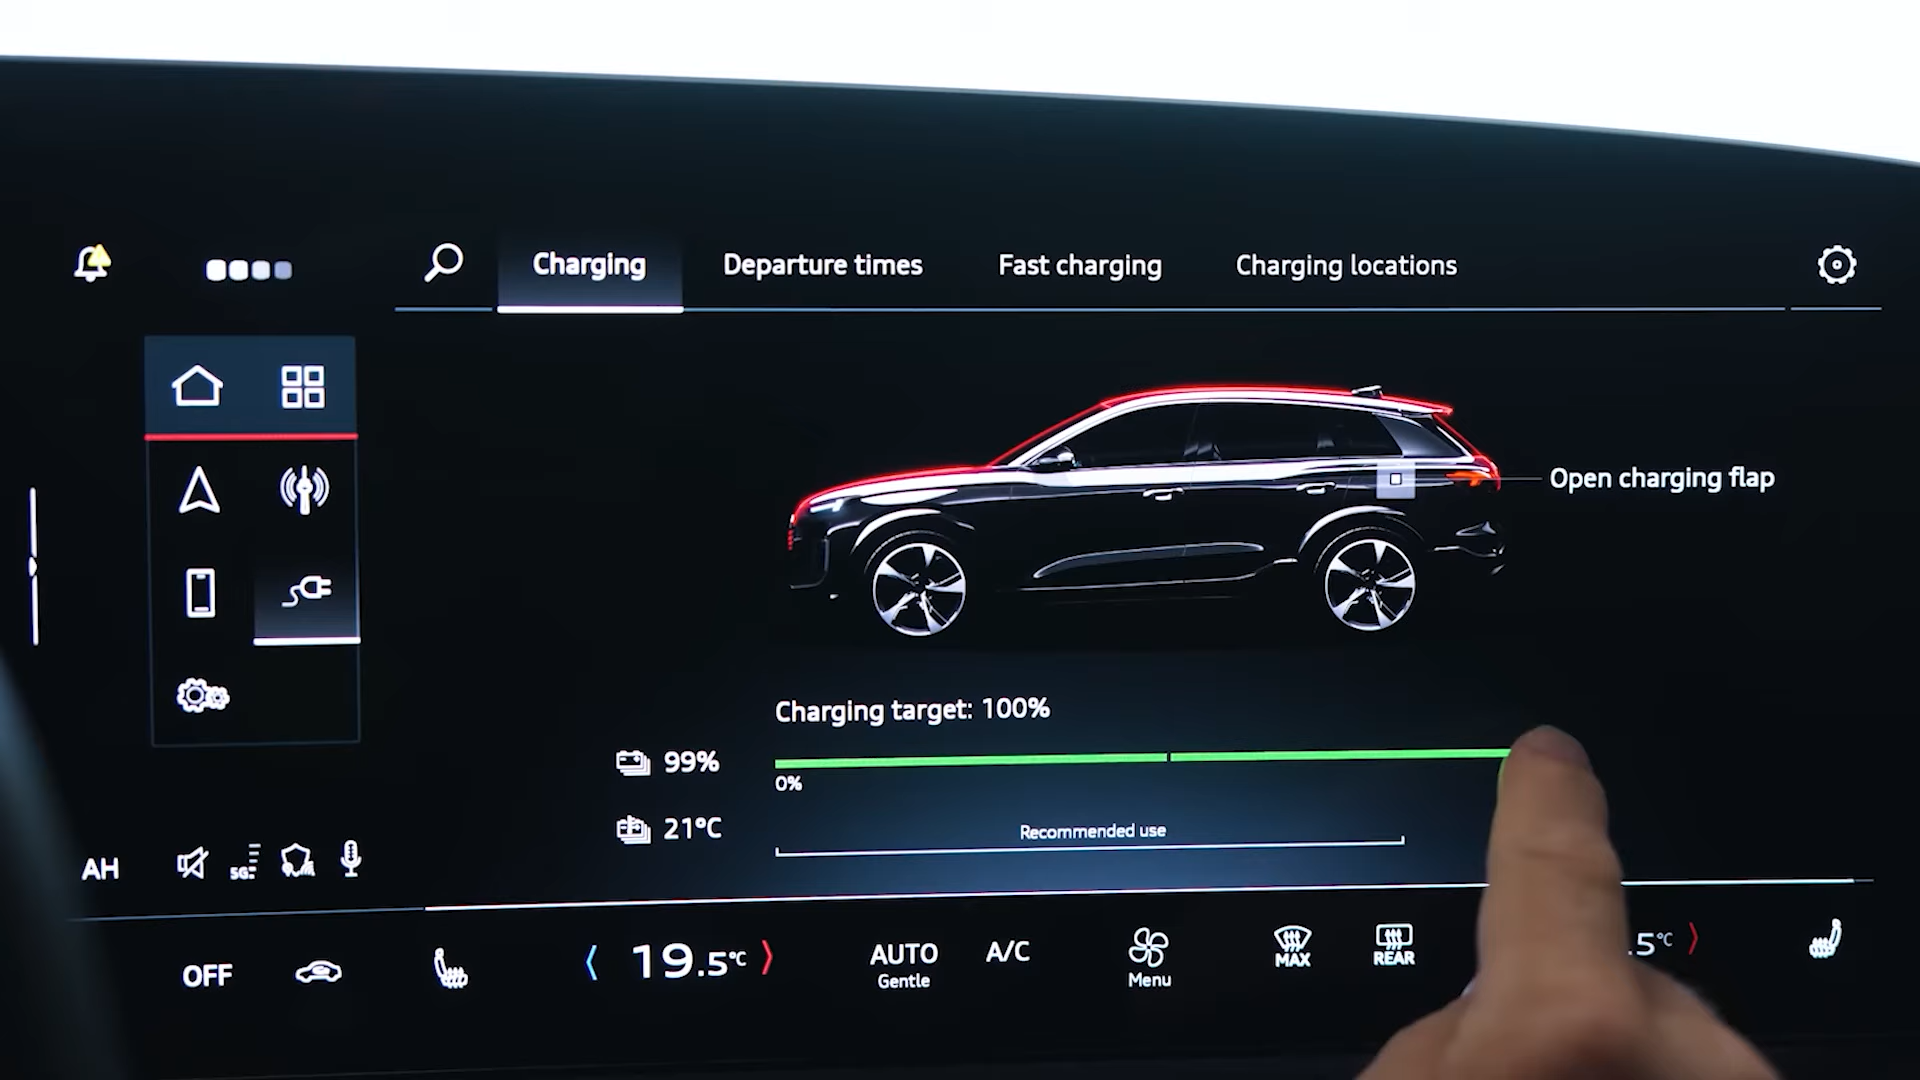 Charging
Departure times
Fast charging
Charging locations
Open charging flap
Charging target: 100%
99%
0%
21°C
Recommended use
AH
5G
OFF
19.5°C
AUTO
Gentle
A/C
Menu
MAX
REAR
.5°C